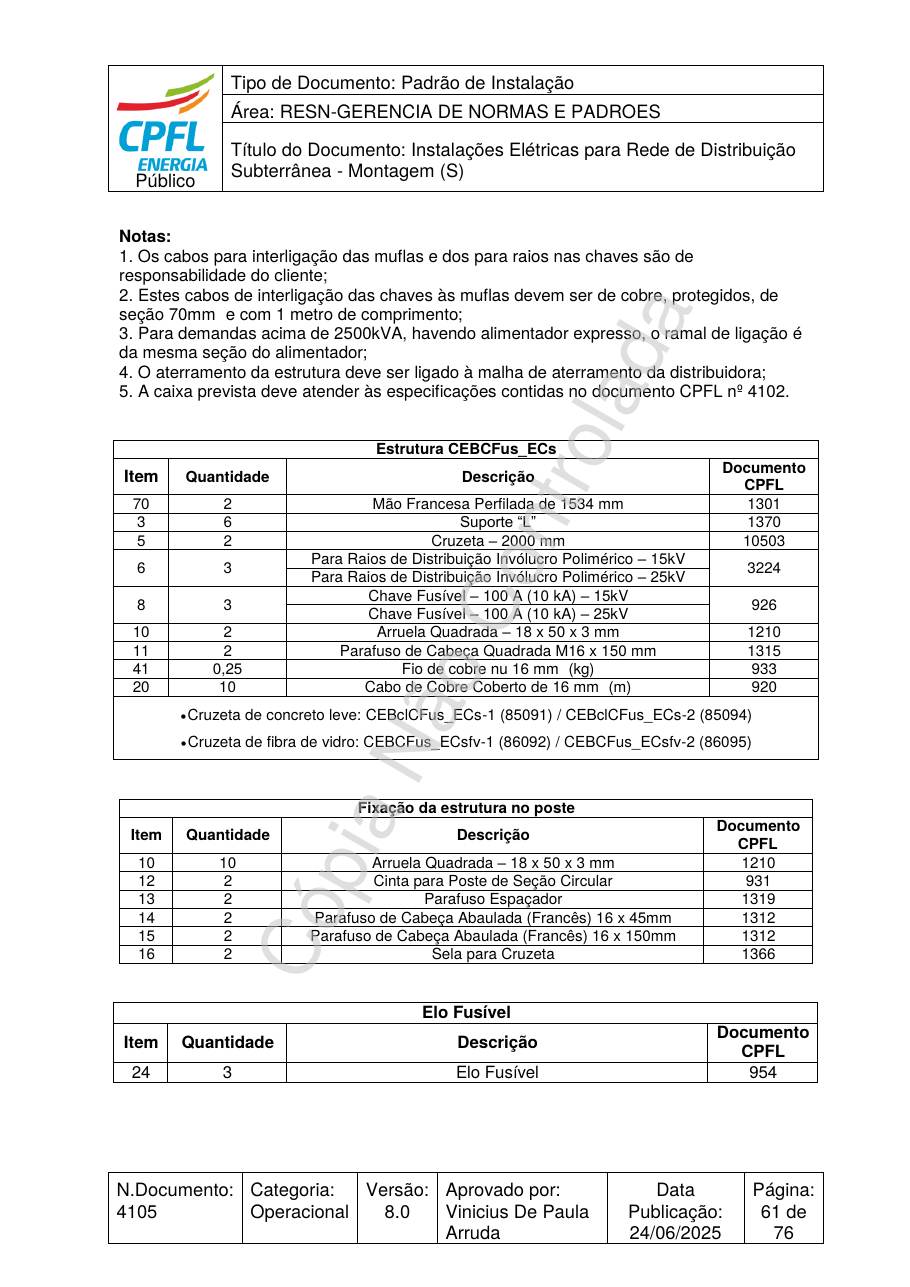 CPFL
ENERGIA
Público
Tipo de Documento: Padrão de Instalação
Área: RESN-GERENCIA DE NORMAS E PADROES
Título do Documento: Instalações Elétricas para Rede de Distribuição
Subterrânea - Montagem (S)
Notas:
1. Os cabos para interligação das muflas e dos para raios nas chaves são de
responsabilidade do cliente;
2. Estes cabos de interligação das chaves às muflas devem ser de cobre, protegidos, de
seção 70mm  e com 1 metro de comprimento;
3. Para demandas acima de 2500kVA, havendo alimentador expresso, o ramal de ligação é
da mesma seção do alimentador;
4. O aterramento da estrutura deve ser ligado à malha de aterramento da distribuidora;
5. A caixa prevista deve atender às especificações contidas no documento CPFL nº 4102.
Estrutura CEBCFus_ECs
Item Quantidade Descrição Documento
CPFL
70 2 Mão Francesa Perfilada de 1534 mm 1301
3 6 Suporte “L” 1370
5 2 Cruzeta – 2000 mm 10503
6 3 Para Raios de Distribuição Invólucro Polimérico – 15kV 3224
Para Raios de Distribuição Invólucro Polimérico – 25kV
8 3 Chave Fusível – 100 A (10 kA) – 15kV 926
Chave Fusível – 100 A (10 kA) – 25kV
10 2 Arruela Quadrada – 18 x 50 x 3 mm 1210
11 2 Parafuso de Cabeça Quadrada M16 x 150 mm 1315
41 0,25 Fio de cobre nu 16 mm  (kg) 933
20 10 Cabo de Cobre Coberto de 16 mm  (m) 920
•Cruzeta de concreto leve: CEBclCFus_ECs-1 (85091) / CEBclCFus_ECs-2 (85094)
•Cruzeta de fibra de vidro: CEBCFus_ECsfv-1 (86092) / CEBCFus_ECsfv-2 (86095)
Fixação da estrutura no poste
Item Quantidade Descrição Documento
CPFL
10 10 Arruela Quadrada – 18 x 50 x 3 mm 1210
12 2 Cinta para Poste de Seção Circular 931
13 2 Parafuso Espaçador 1319
14 2 Parafuso de Cabeça Abaulada (Francês) 16 x 45mm 1312
15 2 Parafuso de Cabeça Abaulada (Francês) 16 x 150mm 1312
16 2 Sela para Cruzeta 1366
Elo Fusível
Item Quantidade Descrição Documento
CPFL
24 3 Elo Fusível 954
Cópia Não Controlada
N.Documento: Categoria: Versão: Aprovado por: Data Página:
4105 Operacional 8.0 Vinicius De Paula Publicação: 61 de
Arruda 24/06/2025 76